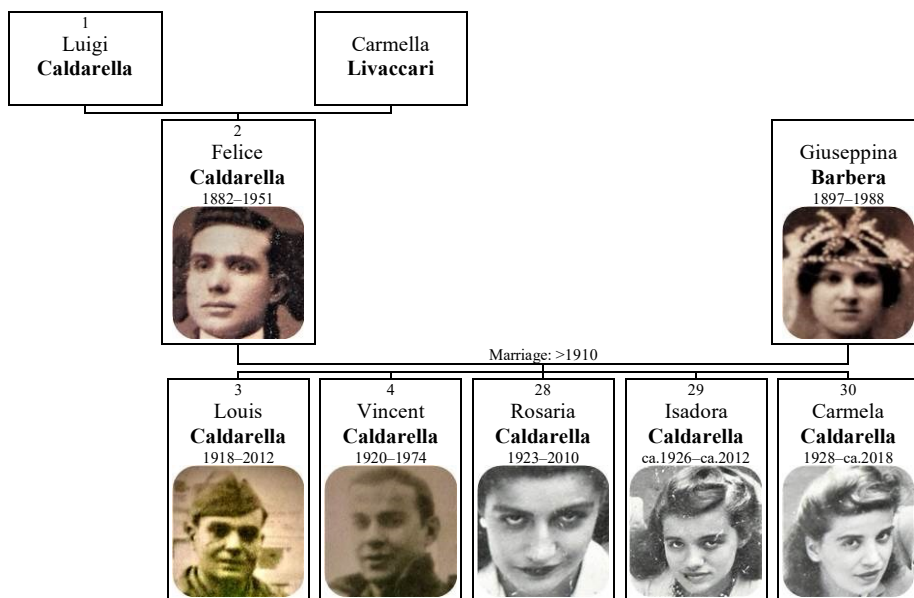 1
Luigi
Caldarella
Carmella
Livaccari
2
Felice
Caldarella
1882–1951
Giuseppina
Barbera
1897–1988
Marriage: >1910
3
Louis
Caldarella
1918–2012
4
Vincent
Caldarella
1920–1974
28
Rosaria
Caldarella
1923–2010
29
Isadora
Caldarella
ca.1926–ca.2012
30
Carmela
Caldarella
1928–ca.2018